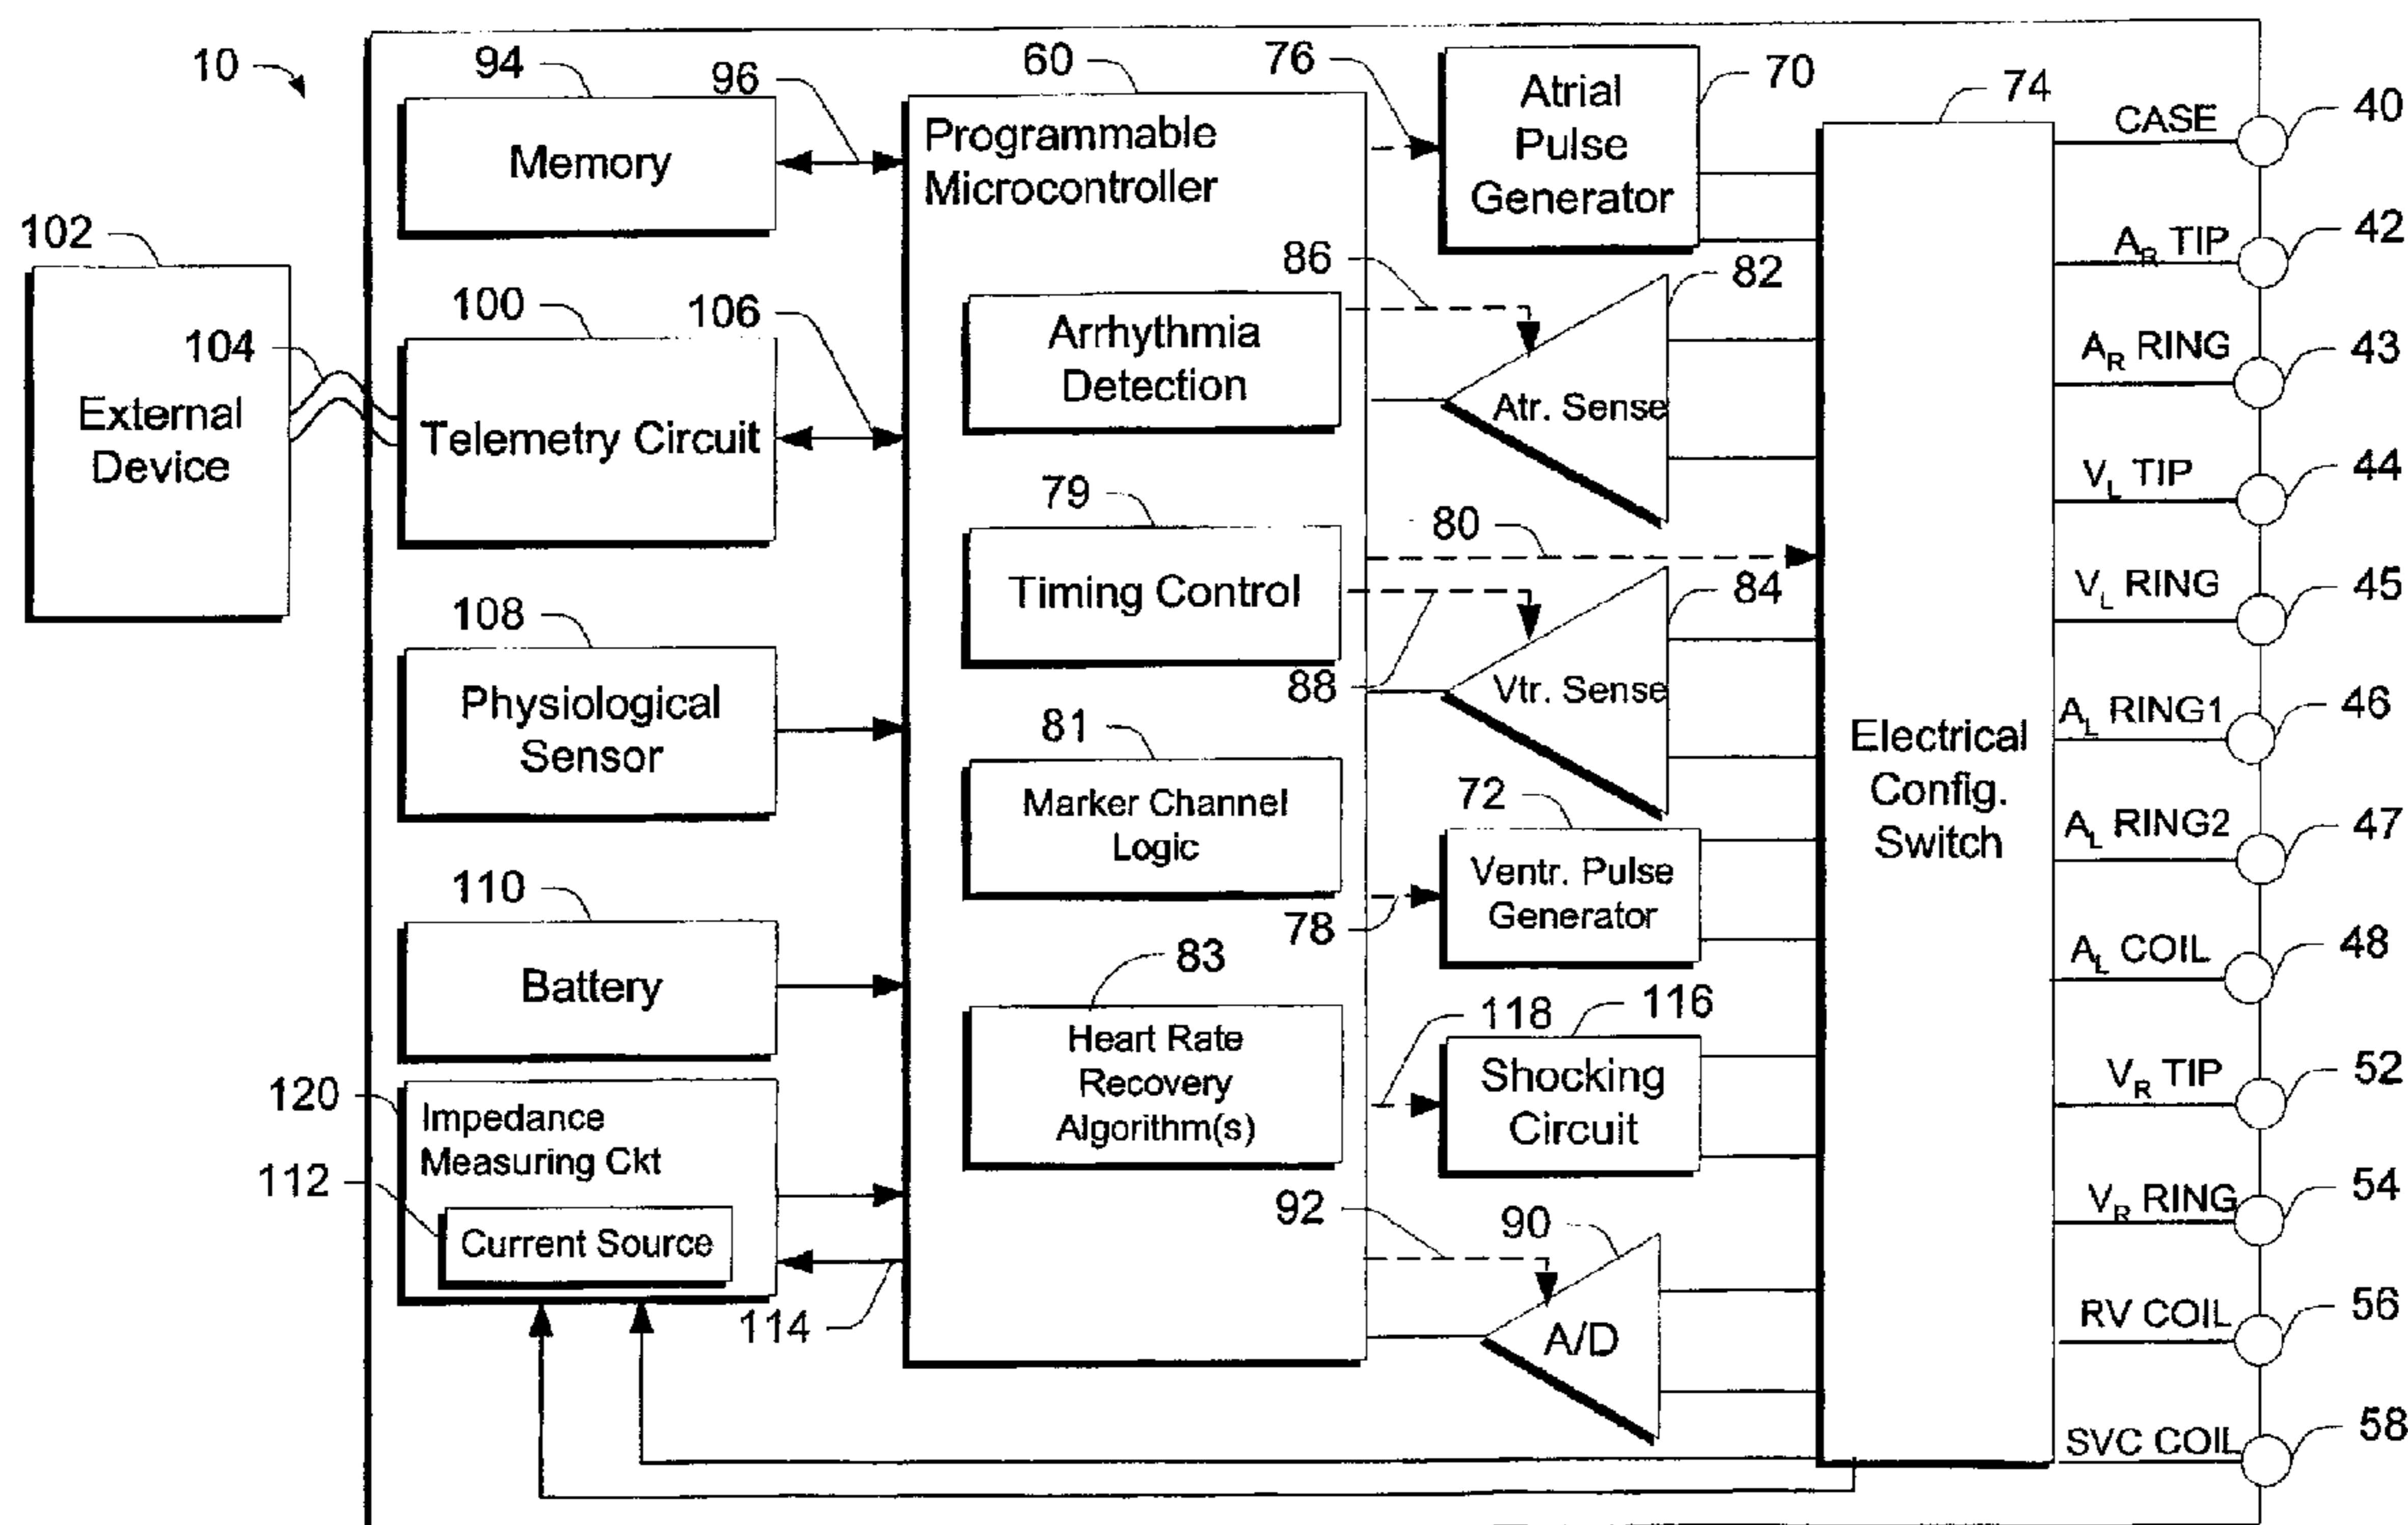 10
94
96
60
76
70
74
40
Memory
Programmable
Microcontroller
Atrial
Pulse
Generator
CASE
102
External
Device
104
100
106
Telemetry Circuit
Arrhythmia
Detection
86
82
Atr. Sense
A_R TIP
42
A_R RING
43
V_L TIP
44
79
Timing Control
80
84
88
Vtr. Sense
V_L RING
45
108
Physiological
Sensor
81
Marker Channel
Logic
72
Ventr. Pulse
Generator
78
Electrical
Config.
Switch
A_L RING1
46
A_L RING2
47
110
Battery
83
Heart Rate
Recovery
Algorithm(s)
118
116
Shocking
Circuit
A_L COIL
48
V_R TIP
52
120
Impedance
Measuring Ckt
112
Current Source
114
92
90
A/D
V_R RING
54
RV COIL
56
SVC COIL
58